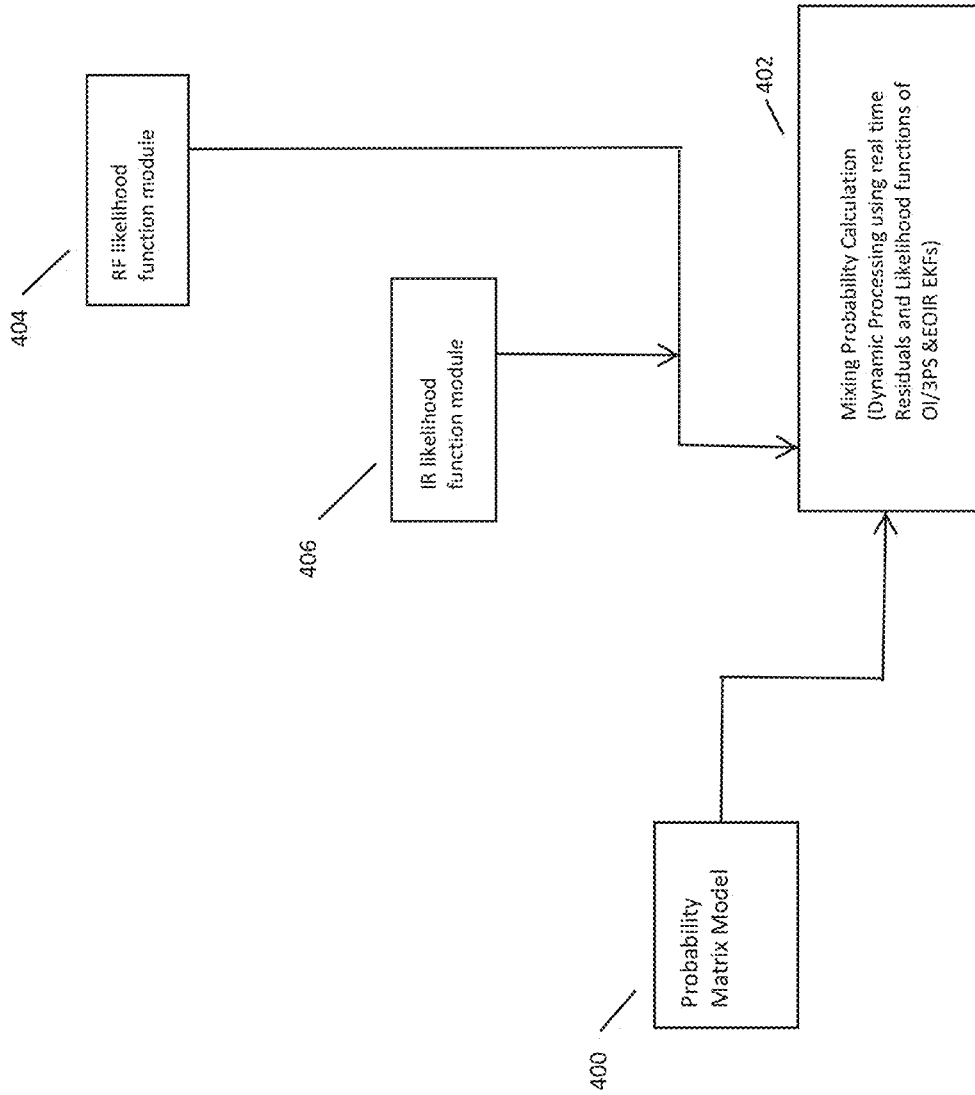 404
RF likelihood
function module
406
IR likelihood
function module
402
Mixing Probability Calculation
(Dynamic Processing using real time
Residuals and Likelihood functions of
OI/3PS &EOIR EKFs)
400
Probability
Matrix Model